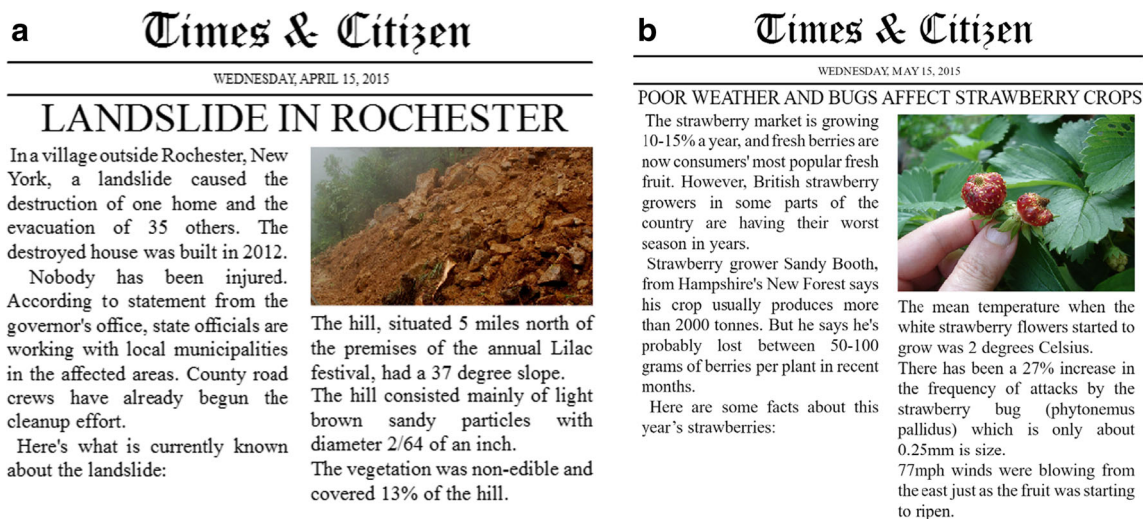 a
Times & Citizen
WEDNESDAY, APRIL 15, 2015
LANDSLIDE IN ROCHESTER
In a village outside Rochester, New
York, a landslide caused the
destruction of one home and the
evacuation of 35 others. The
destroyed house was built in 2012.
Nobody has been injured.
According to statement from the
governor's office, state officials are
working with local municipalities
in the affected areas. County road
crews have already begun the
cleanup effort.
Here's what is currently known
about the landslide:
The hill, situated 5 miles north of
the premises of the annual Lilac
festival, had a 37 degree slope.
The hill consisted mainly of light
brown sandy particles with
diameter 2/64 of an inch.
The vegetation was non-edible and
covered 13% of the hill.
b
Times & Citizen
WEDNESDAY, MAY 15, 2015
POOR WEATHER AND BUGS AFFECT STRAWBERRY CROPS
The strawberry market is growing
10-15% a year, and fresh berries are
now consumers' most popular fresh
fruit. However, British strawberry
growers in some parts of the
country are having their worst
season in years.
Strawberry grower Sandy Booth,
from Hampshire's New Forest says
his crop usually produces more
than 2000 tonnes. But he says he's
probably lost between 50-100
grams of berries per plant in recent
months.
Here are some facts about this
year's strawberries:
The mean temperature when the
white strawberry flowers started to
grow was 2 degrees Celsius.
There has been a 27% increase in
the frequency of attacks by the
strawberry bug (phytonemus
pallidus) which is only about
0.25mm is size.
77mph winds were blowing from
the east just as the fruit was starting
to ripen.